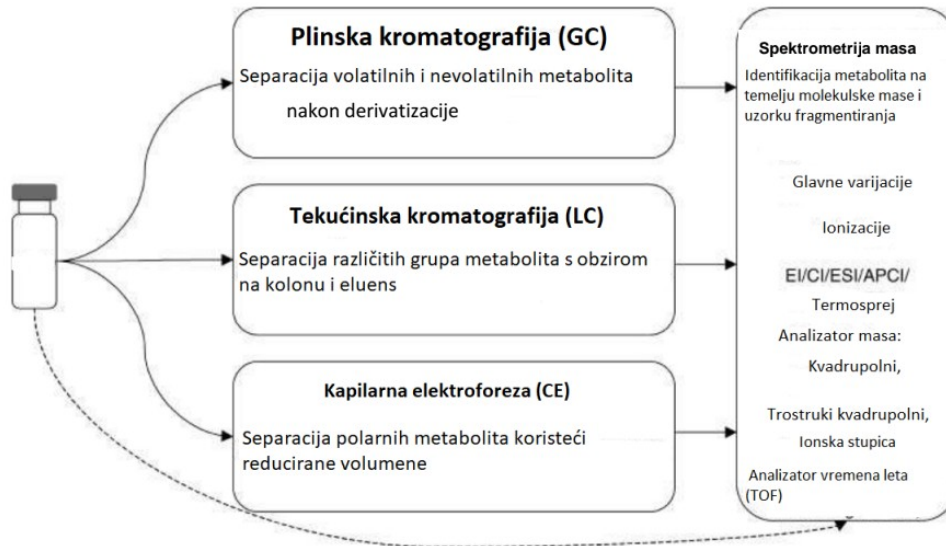 Plinska kromatografija (GC)
Separacija volatilnih i nevolatilnih metabolita
nakon derivatizacije
Tekućinska kromatografija (LC)
Separacija različitih grupa metabolita s obzirom
na kolonu i eluens
Kapilarna elektroforeza (CE)
Separacija polarnih metabolita koristeći
reducirane volumene
Spektrometrija masa
Identifikacija metabolita na
temelju molekulske mase i
uzorku fragmentiranja
Glavne varijacije
Ionizacije
EI/CI/ESI/APCI/
Termosprej
Analizator masa:
Kvadrupolni,
Trostruki kvadrupolni,
Ionska stupica
Analizator vremena leta
(TOF)